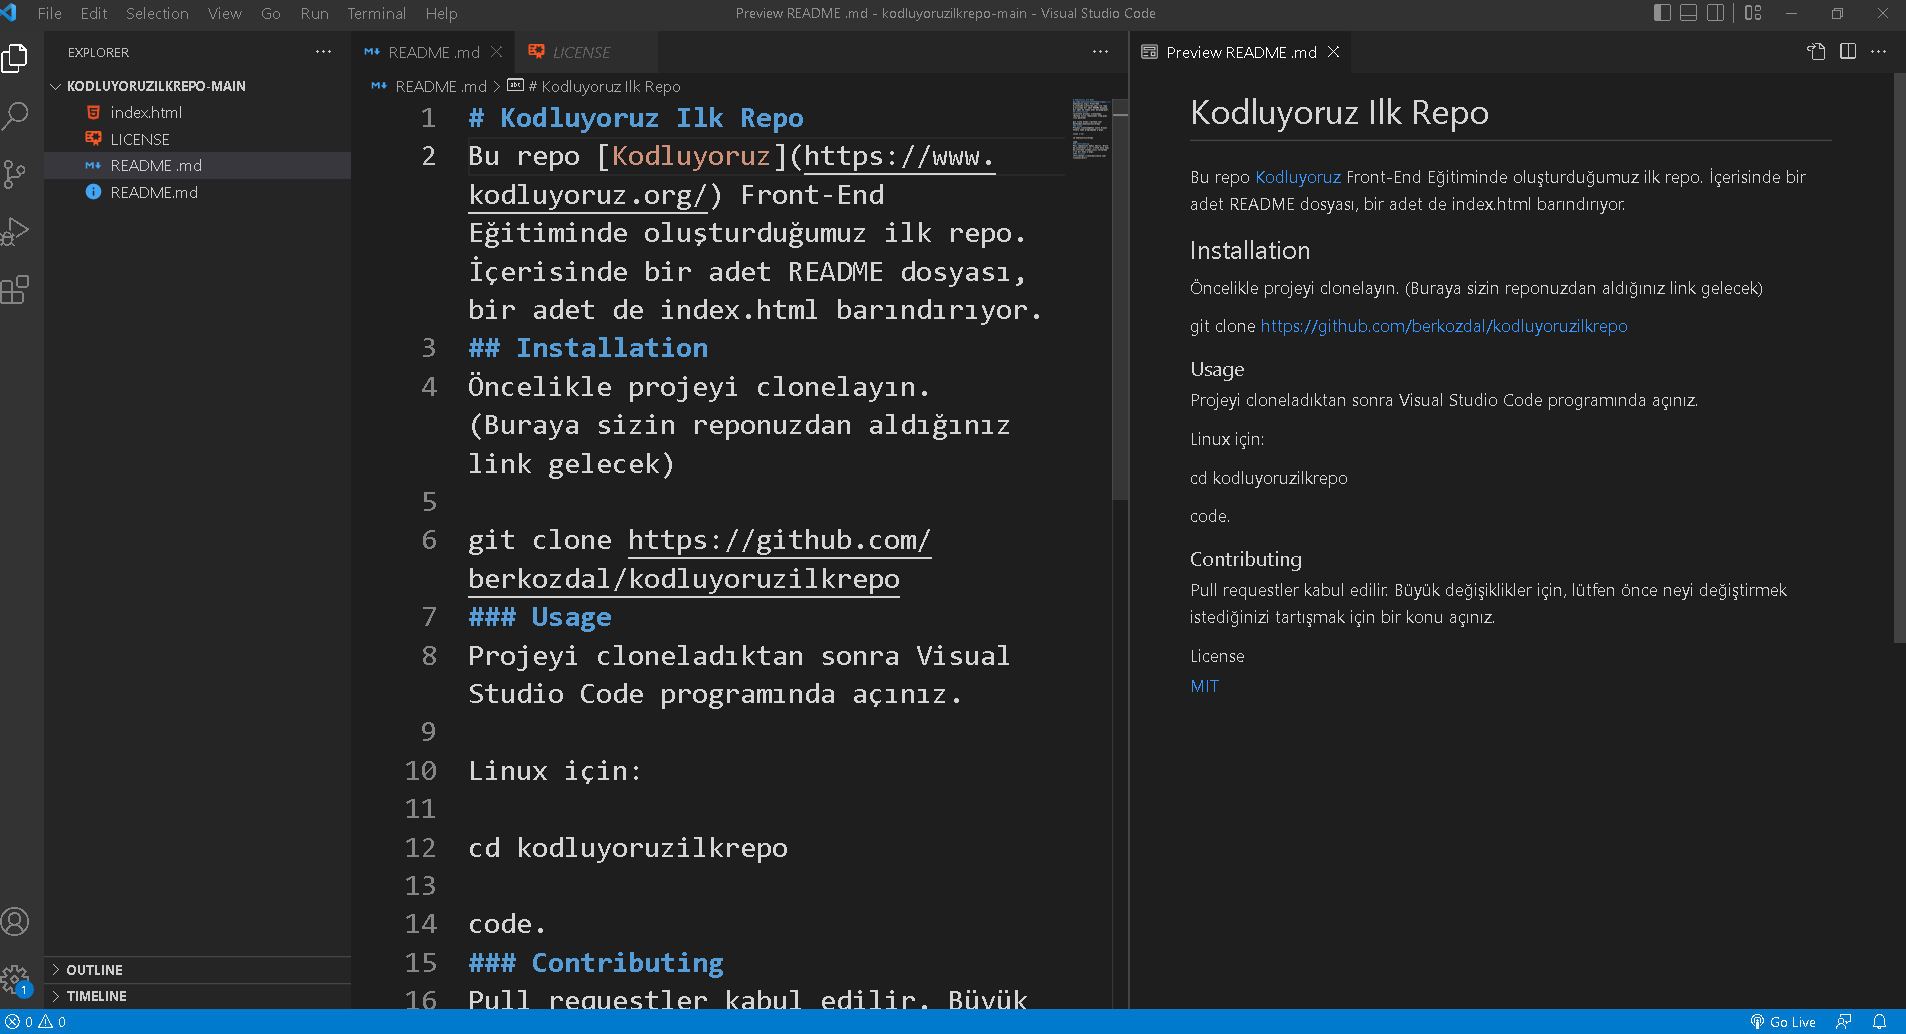 File Edit Selection View Go Run Terminal Help
Preview README .md - kodluyoruzilkrepo-main - Visual Studio Code
EXPLORER
KODLUYORUZILKREPO-MAIN
index.html
LICENSE
README .md
README.md
OUTLINE
TIMELINE
README .md
LICENSE
README .md > # Kodluyoruz Ilk Repo
1 # Kodluyoruz Ilk Repo
2 Bu repo [Kodluyoruz](https://www.
kodluyoruz.org/) Front-End
Eğitiminde oluşturduğumuz ilk repo.
İçerisinde bir adet README dosyası,
bir adet de index.html barındırıyor.
3 ## Installation
4 Öncelikle projeyi clonelayın.
(Buraya sizin reponuzdan aldığınız
link gelecek)
5
6 git clone https://github.com/
berkozdal/kodluyoruzilkrepo
7 ### Usage
8 Projeyi cloneladıktan sonra Visual
Studio Code programında açınız.
9
10 Linux için:
11
12 cd kodluyoruzilkrepo
13
14 code.
15 ### Contributing
16 Pull requestler kabul edilir. Büyük
Preview README .md
Kodluyoruz Ilk Repo
Bu repo Kodluyoruz Front-End Eğitiminde oluşturduğumuz ilk repo. İçerisinde bir
adet README dosyası, bir adet de index.html barındırıyor.
Installation
Öncelikle projeyi clonelayın. (Buraya sizin reponuzdan aldığınız link gelecek)
git clone https://github.com/berkozdal/kodluyoruzilkrepo
Usage
Projeyi cloneladıktan sonra Visual Studio Code programında açınız.
Linux için:
cd kodluyoruzilkrepo
code.
Contributing
Pull requestler kabul edilir. Büyük değişiklikler için, lütfen önce neyi değiştirmek
istediğinizi tartışmak için bir konu açınız.
License
MIT
1
0 0
Go Live